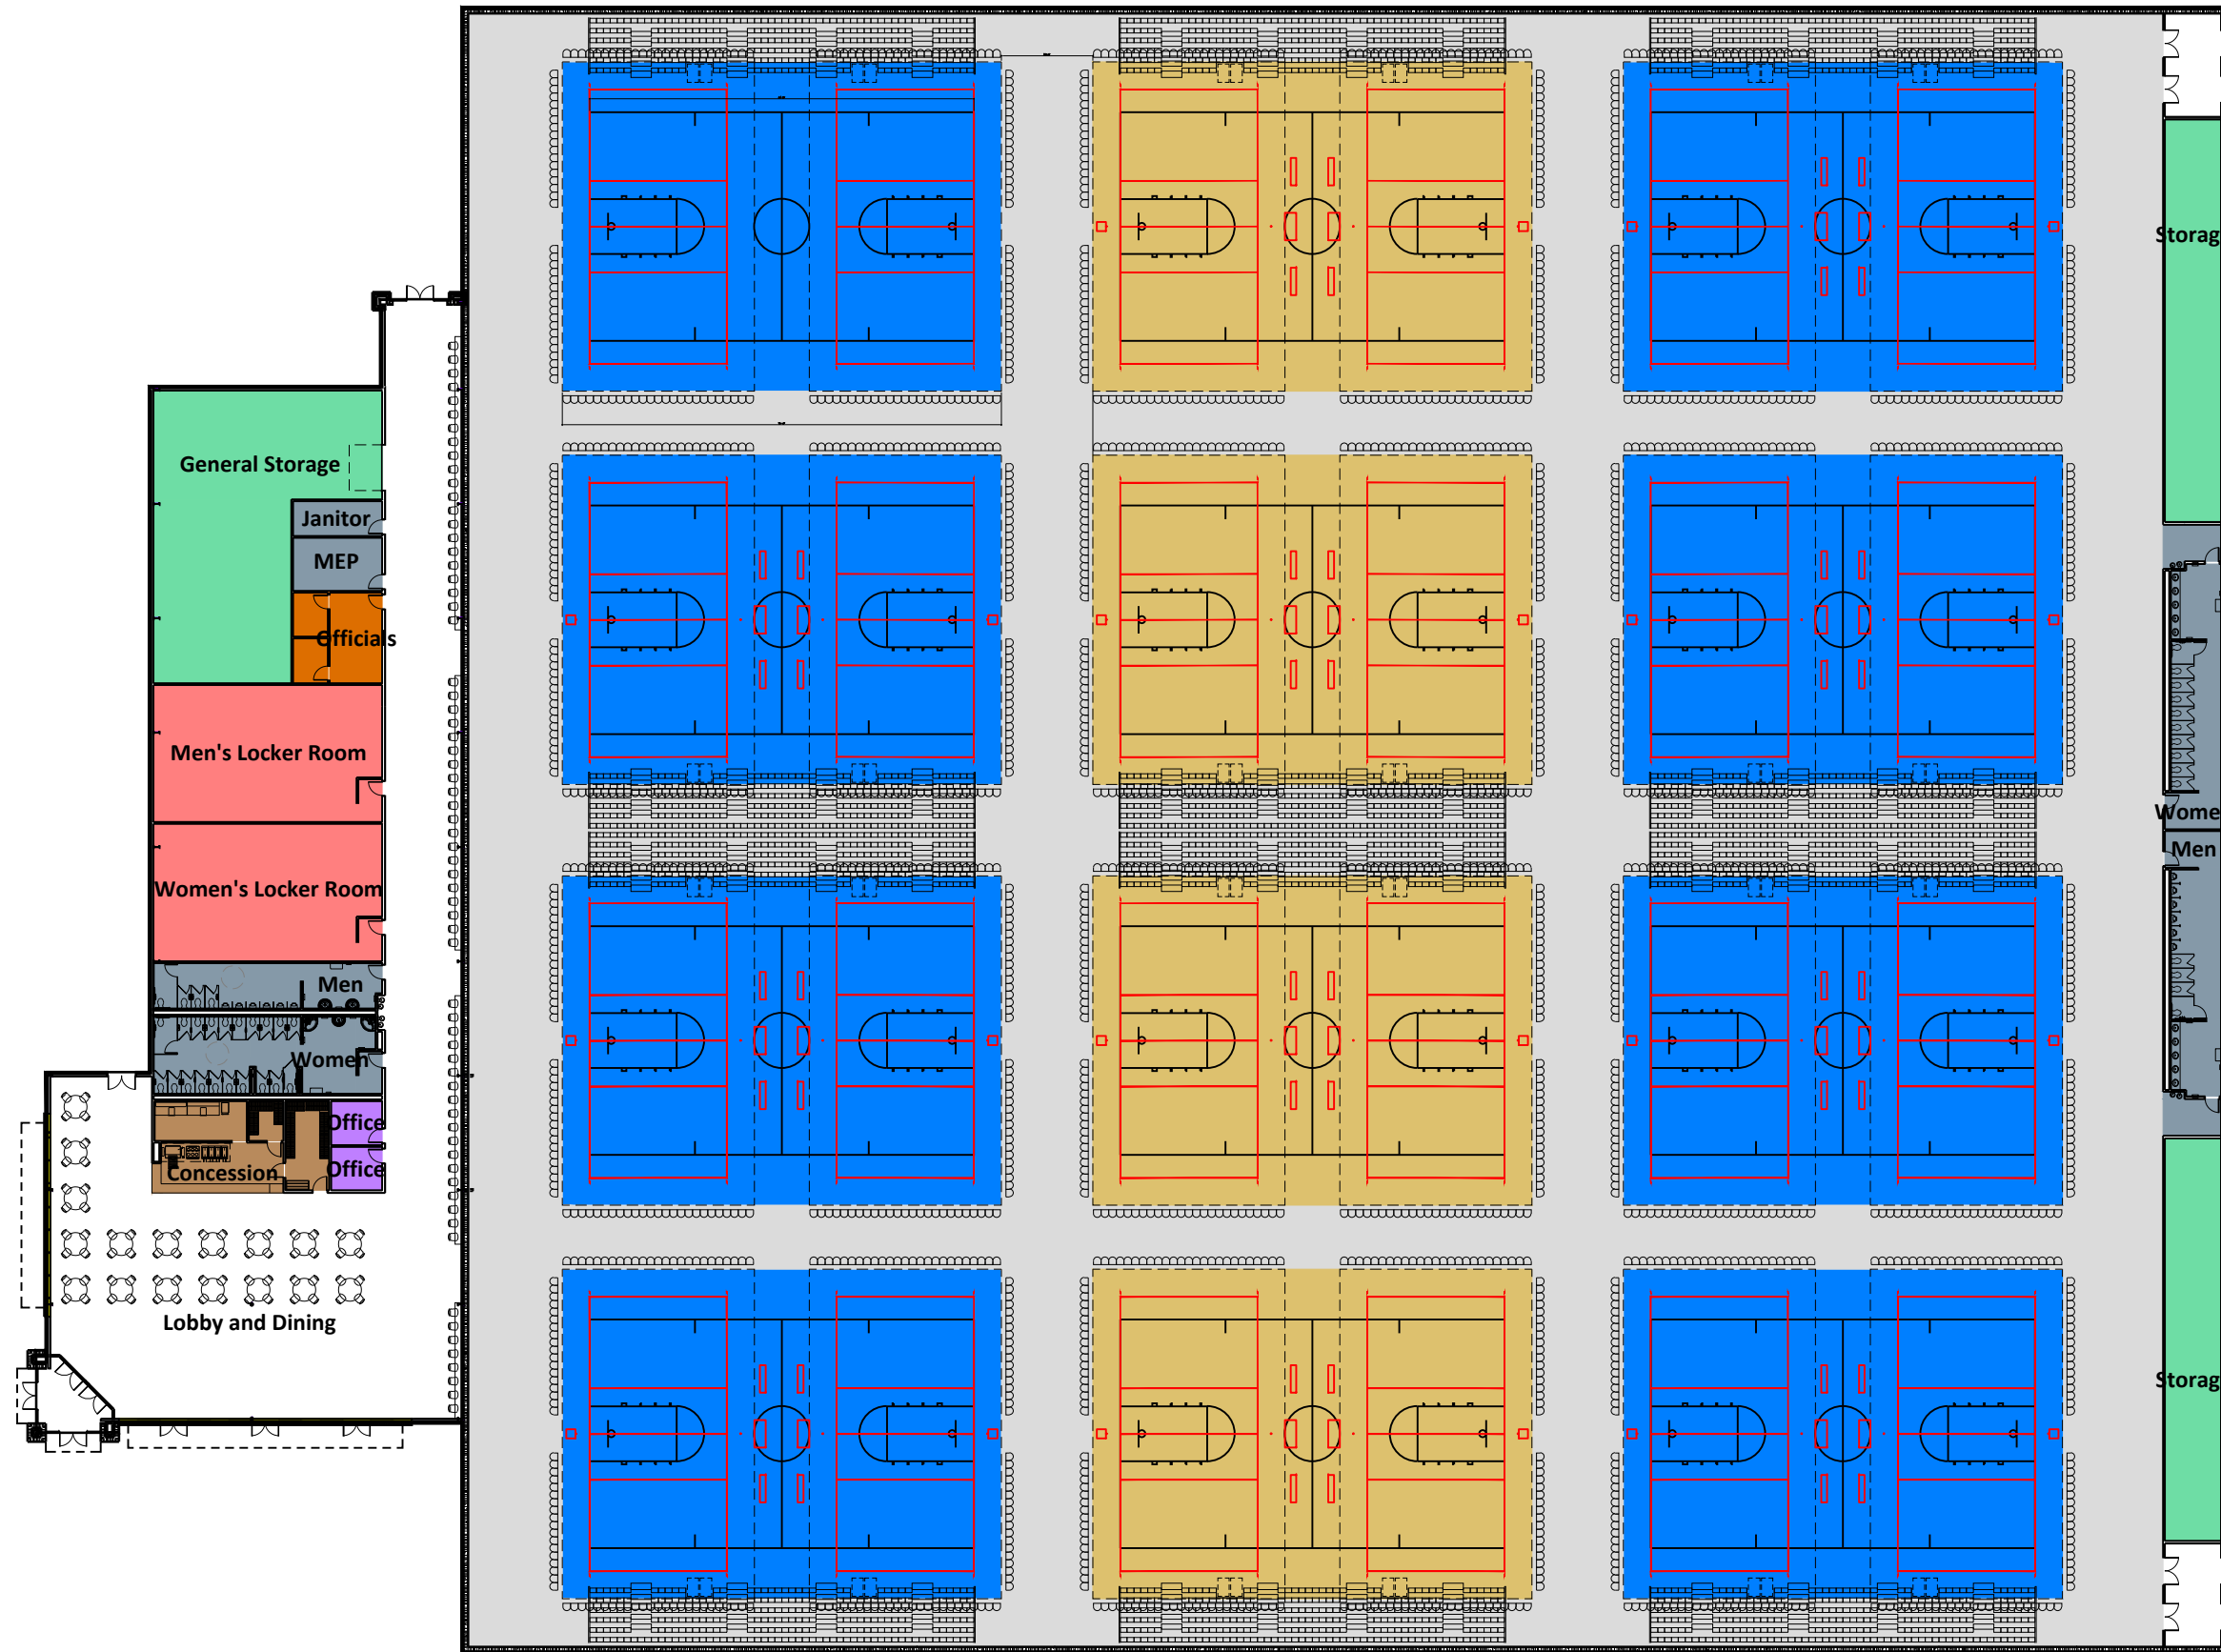 Storag
General Storage
Janitor
MEP
Officials
Men's Locker Room
Wome
Men
Women's Locker Room
Men
Women
Office
Office
Concession
Lobby and Dining
Storag